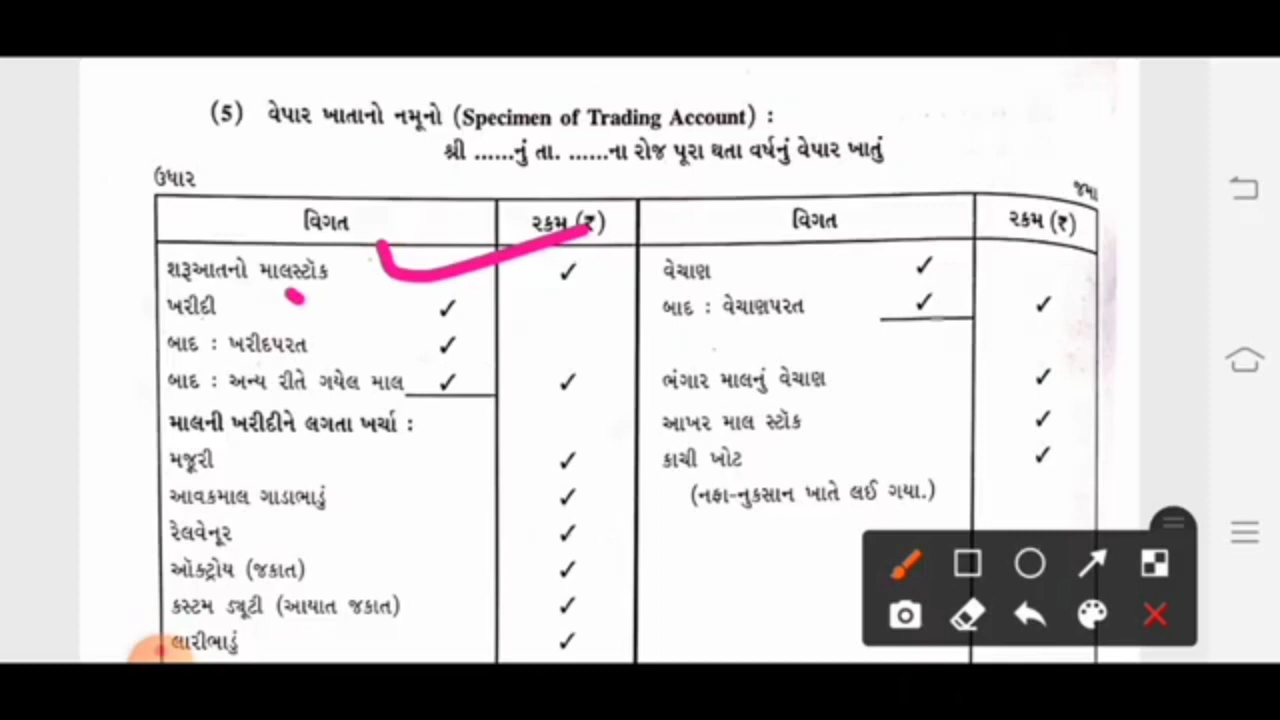 (5) વેપાર ખાતાનો નમૂનો (Specimen of Trading Account) :
શ્રી ......નું તા. ......ના રોજ પૂરા થતા વર્ષનું વેપાર ખાતું
ઉધાર જમા
વિગત રકમ (₹) વિગત રકમ (₹)
શરૂઆતનો માલસ્ટૉક ✓ વેચાણ ✓
ખરીદી ✓ બાદ : વેચાણપરત ✓ ✓
બાદ : ખરીદપરત ✓
બાદ : અન્ય રીતે ગયેલ માલ ✓ ✓ ભંગાર માલનું વેચાણ ✓
માલની ખરીદીને લગતા ખર્ચા : આખર માલ સ્ટૉક ✓
મજૂરી ✓ કાચી ખોટ ✓
આવકમાલ ગાડાભાડું ✓ (નફા-નુકસાન ખાતે લઈ ગયા.)
રેલવેનૂર ✓
ઑક્ટ્રોય (જકાત) ✓
કસ્ટમ ડ્યૂટી (આયાત જકાત) ✓
લારીભાડું ✓